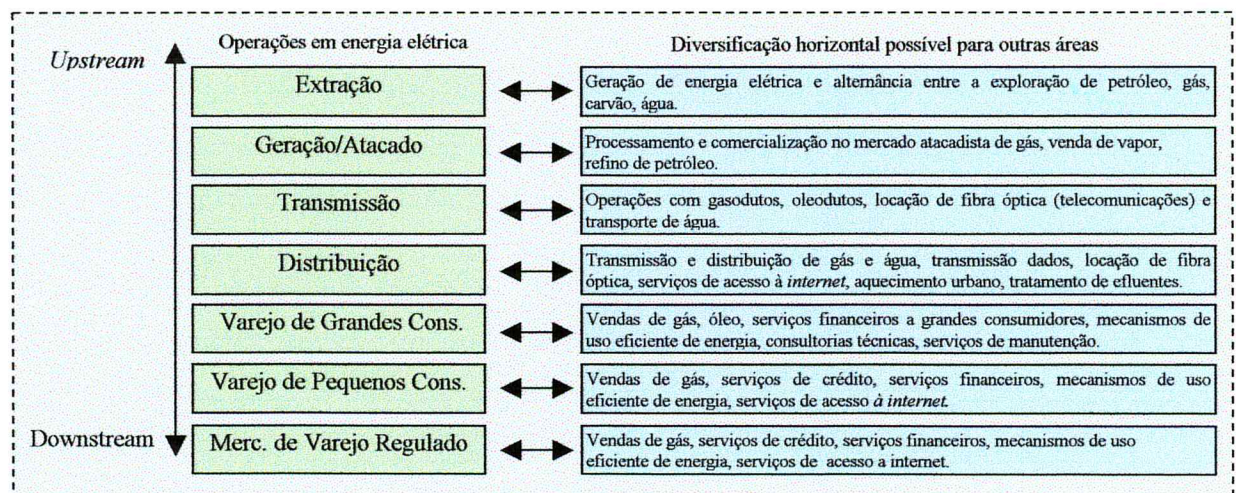 Operações em energia elétrica
Diversificação horizontal possível para outras áreas
Upstream
Extração
Geração de energia elétrica e alternância entre a exploração de petróleo, gás,
carvão, água.
Geração/Atacado
Processamento e comercialização no mercado atacadista de gás, venda de vapor,
refino de petróleo.
Transmissão
Operações com gasodutos, oleodutos, locação de fibra óptica (telecomunicações) e
transporte de água.
Distribuição
Transmissão e distribuição de gás e água, transmissão dados, locação de fibra
óptica, serviços de acesso à internet, aquecimento urbano, tratamento de efluentes.
Varejo de Grandes Cons.
Vendas de gás, óleo, serviços financeiros a grandes consumidores, mecanismos de
uso eficiente de energia, consultorias técnicas, serviços de manutenção.
Varejo de Pequenos Cons.
Vendas de gás, serviços de crédito, serviços financeiros, mecanismos de uso
eficiente de energia, serviços de acesso à internet.
Downstream
Merc. de Varejo Regulado
Vendas de gás, serviços de crédito, serviços financeiros, mecanismos de uso
eficiente de energia, serviços de acesso a internet.